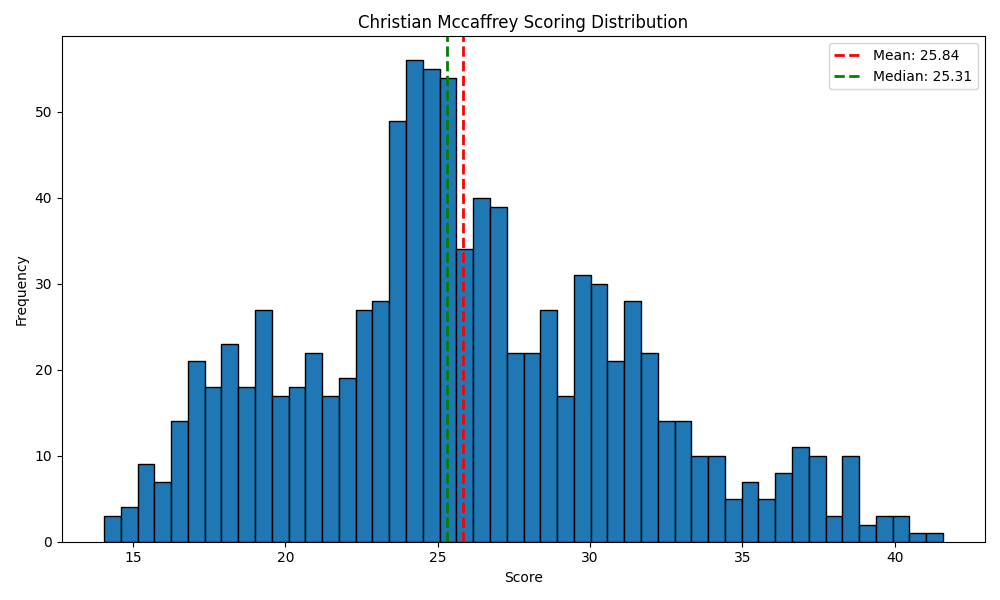 Christian Mccaffrey Scoring Distribution
Mean: 25.84
Median: 25.31
Frequency
50
40
30
20
10
0
15 20 25 30 35 40
Score